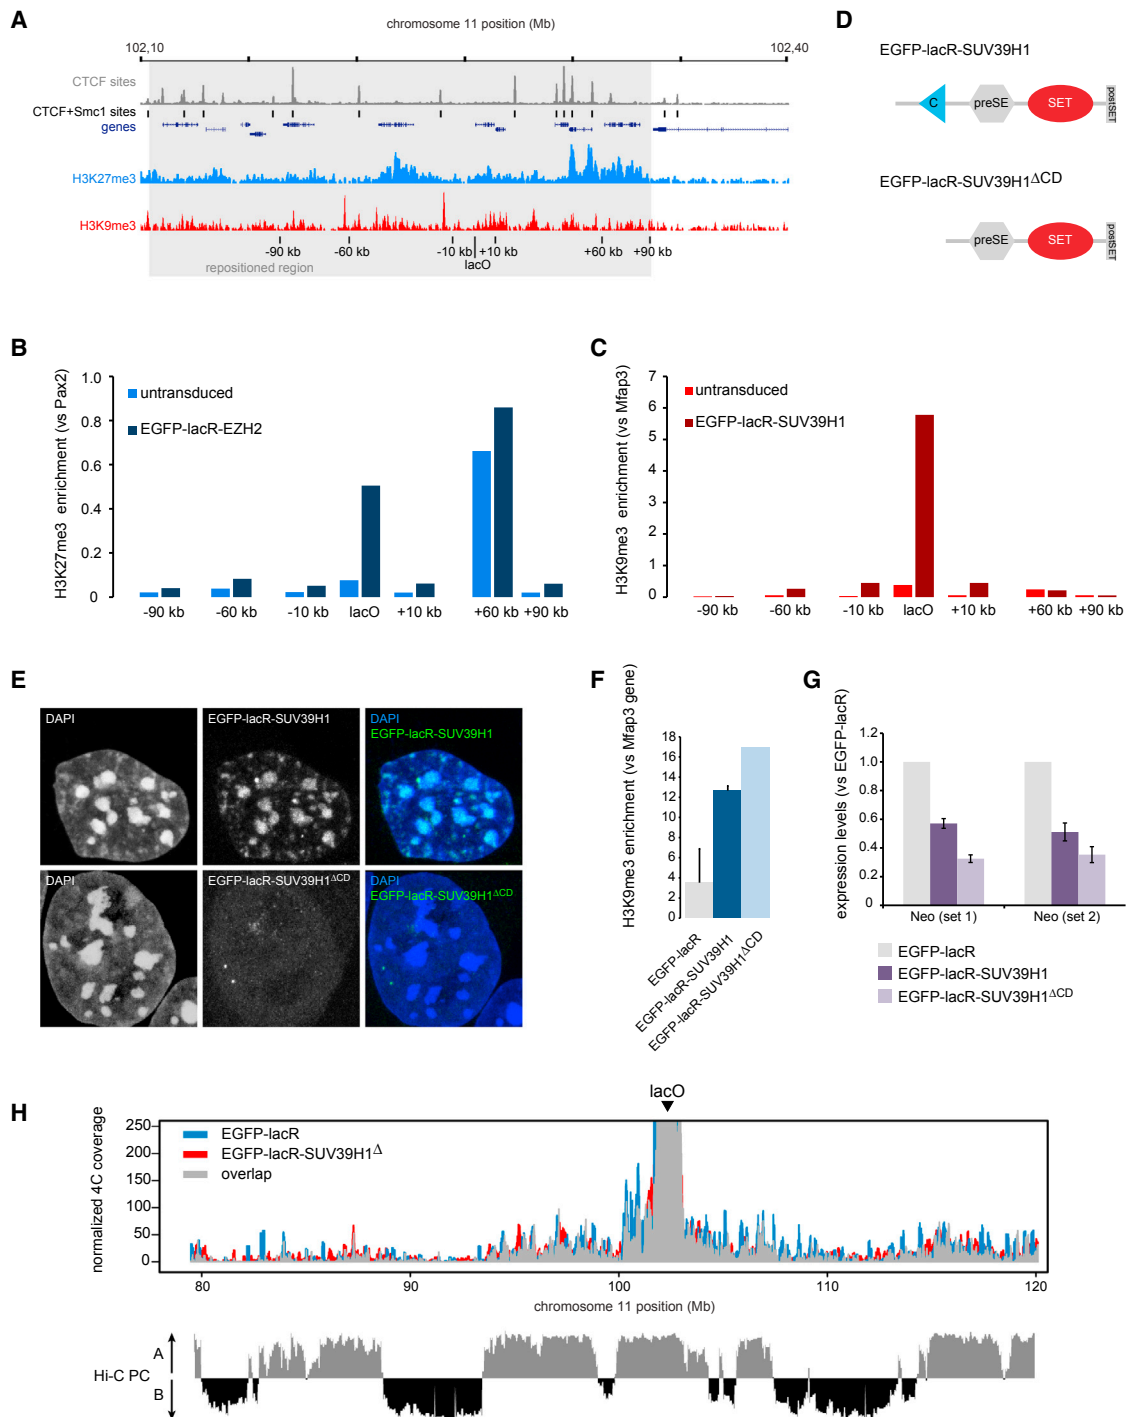 A
chromosome 11 position (Mb)
102,10
102,40
CTCF sites
CTCF+Smc1 sites
genes
H3K27me3
H3K9me3
-90 kb
-60 kb
-10 kb
+10 kb
+60 kb
+90 kb
lacO
repositioned region
D
EGFP-lacR-SUV39H1
C
preSE
SET
postSET
EGFP-lacR-SUV39H1ΔCD
preSE
SET
postSET
B
H3K27me3 enrichment (vs Pax2)
1.0
0.8
0.6
0.4
0.2
0
untransduced
EGFP-lacR-EZH2
-90 kb
-60 kb
-10 kb
lacO
+10 kb
+60 kb
+90 kb
C
H3K9me3 enrichment (vs Mfap3)
7
6
5
4
3
2
1
0
untransduced
EGFP-lacR-SUV39H1
-90 kb
-60 kb
-10 kb
lacO
+10 kb
+60 kb
+90 kb
E
DAPI
EGFP-lacR-SUV39H1
DAPI
EGFP-lacR-SUV39H1
DAPI
EGFP-lacR-SUV39H1ΔCD
DAPI
EGFP-lacR-SUV39H1ΔCD
F
H3K9me3 enrichment (vs Mfap3 gene)
18
16
14
12
10
8
6
4
2
0
EGFP-lacR
EGFP-lacR-SUV39H1
EGFP-lacR-SUV39H1ΔCD
G
expression levels (vs EGFP-lacR)
1.2
1.0
0.8
0.6
0.4
0.2
0
Neo (set 1)
Neo (set 2)
EGFP-lacR
EGFP-lacR-SUV39H1
EGFP-lacR-SUV39H1ΔCD
H
lacO
normalized 4C coverage
250
200
150
100
50
0
EGFP-lacR
EGFP-lacR-SUV39H1Δ
overlap
80
90
100
110
120
chromosome 11 position (Mb)
Hi-C PC
A
B